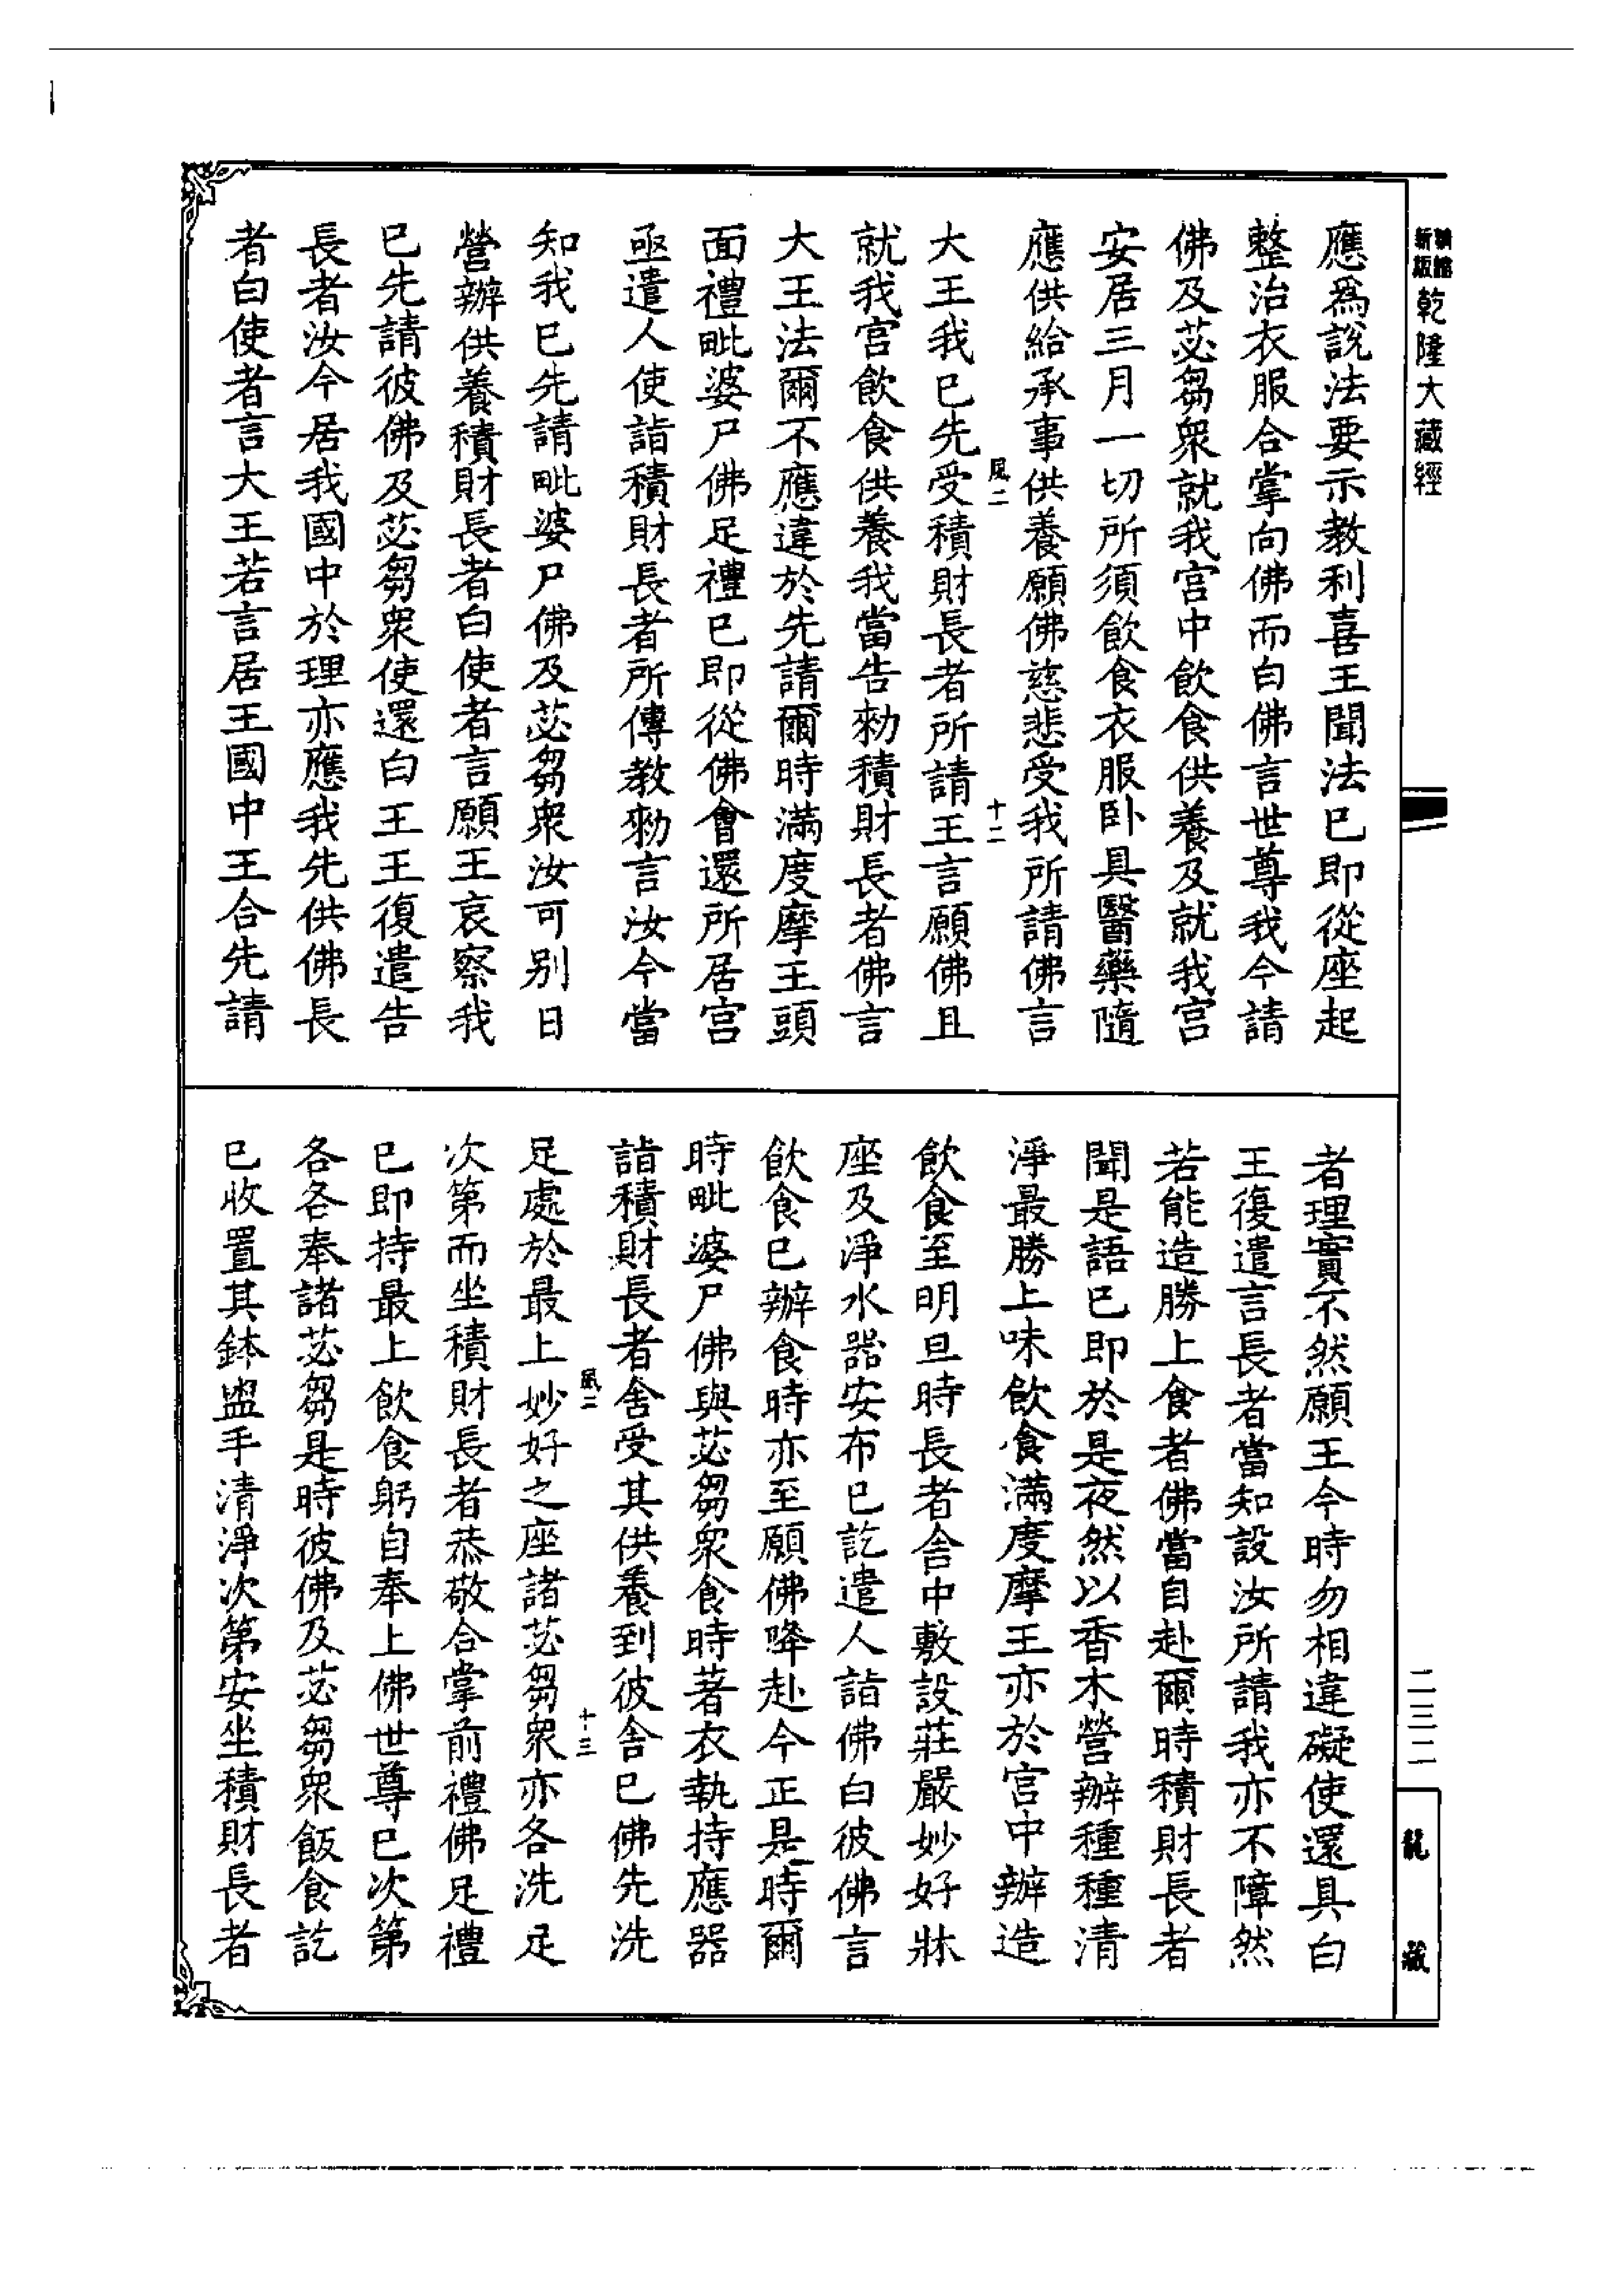 新版
精館
乾隆大藏經
應為說法要示教利喜王聞法已即從座起
整治衣服合掌向佛而白佛言世尊我今請
佛及苾芻眾就我宮中飲食供養及就我宮
安居三月一切所須飲食衣服臥具醫藥隨
應供給承事供養願佛慈悲受我所請佛言
風二
十二
大王我已先受積財長者所請王言願佛且
就我宮飲食供養我當告勑積財長者佛言
大王法爾不應違於先請爾時滿度摩王頭
面禮毗婆尸佛足禮已即從佛會還所居宮
亟遣人使詣積財長者所傳教勑言汝今當
知我已先請毗婆尸佛及苾芻眾汝可別日
營辦供養積財長者白使者言願王哀察我
已先請彼佛及苾芻眾使還白王王復遣告
長者汝今居我國中於理亦應我先供佛長
者白使者言大王若言居王國中王合先請
者理實不然願王今時勿相違礙使還具白
王復遣言長者當知設汝所請我亦不障然
若能造勝上食者佛當自赴爾時積財長者
聞是語已即於是夜然以香木營辦種種清
淨最勝上味飲食滿度摩王亦於宮中辦造
飲食至明旦時長者舍中敷設莊嚴妙好牀
座及淨水器安布已訖遣人詣佛白彼佛言
飲食已辦食時亦至願佛降赴今正是時爾
時毗婆尸佛與苾芻眾食時著衣執持應器
詣積財長者舍受其供養到彼舍已佛先洗
風二
十三
足處於最上妙好之座諸苾芻眾亦各洗足
次第而坐積財長者恭敬合掌前禮佛足禮
已即持最上飲食躬自奉上佛世尊已次第
各各奉諸苾芻是時彼佛及苾芻眾飯食訖
已收置其鉢盥手清淨次第安坐積財長者
二三二
龍藏